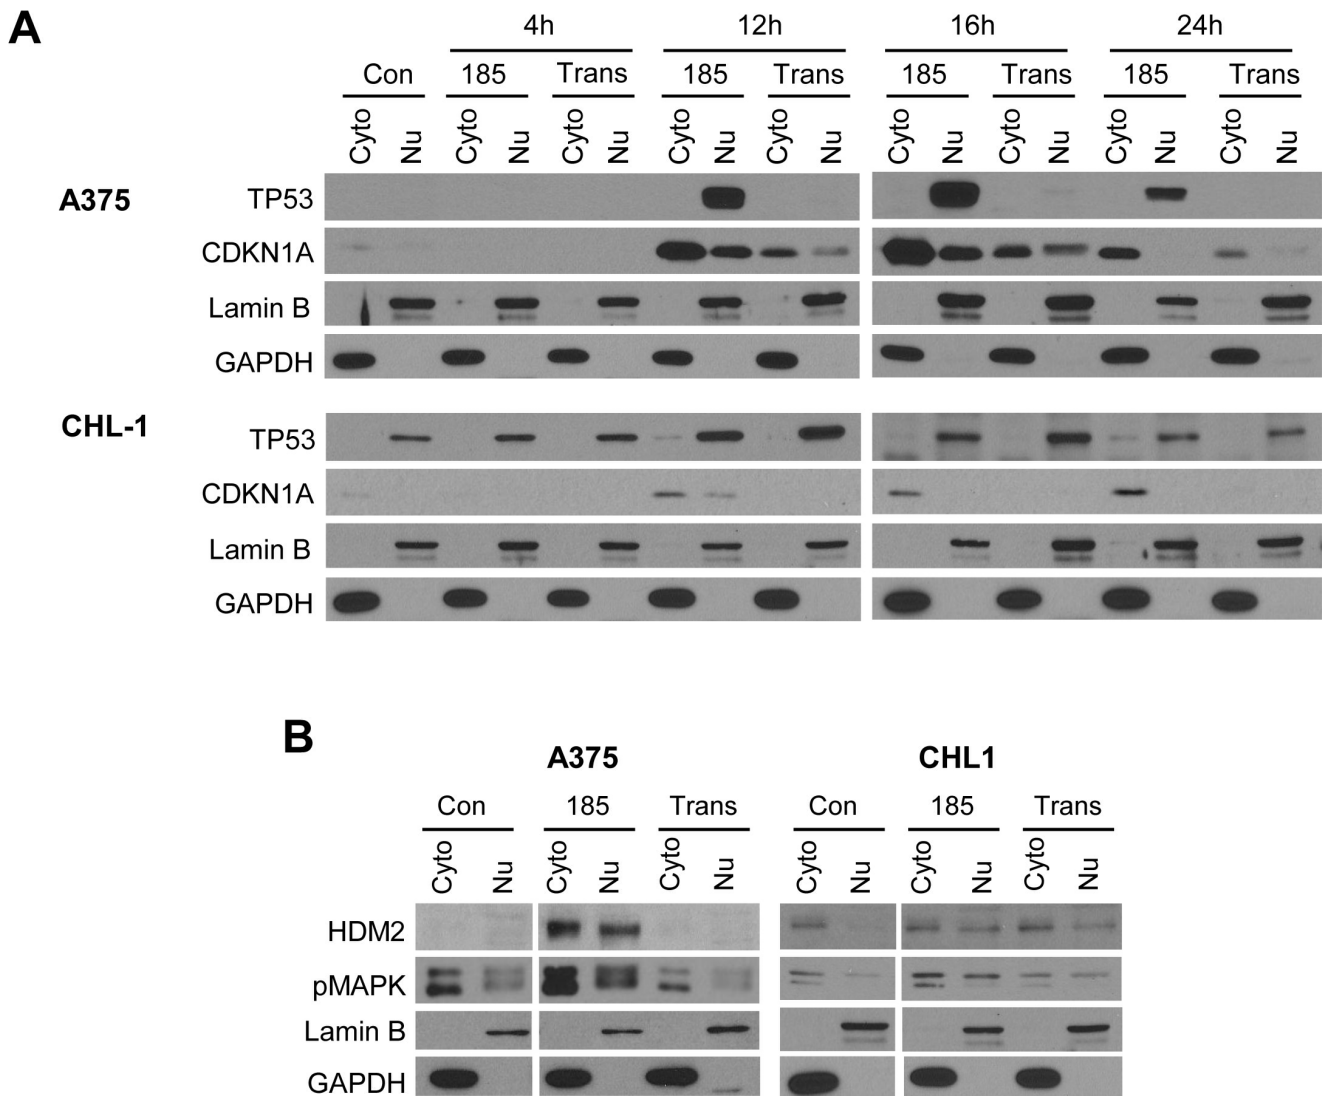 A
4h 12h 16h 24h
Con 185 Trans 185 Trans 185 Trans 185 Trans
Cyto Nu Cyto Nu Cyto Nu Cyto Nu Cyto Nu Cyto Nu Cyto Nu Cyto Nu Cyto Nu
A375 TP53
CDKN1A
Lamin B
GAPDH
CHL-1 TP53
CDKN1A
Lamin B
GAPDH
B
A375 CHL1
Con 185 Trans Con 185 Trans
Cyto Nu Cyto Nu Cyto Nu Cyto Nu Cyto Nu Cyto Nu
HDM2
pMAPK
Lamin B
GAPDH